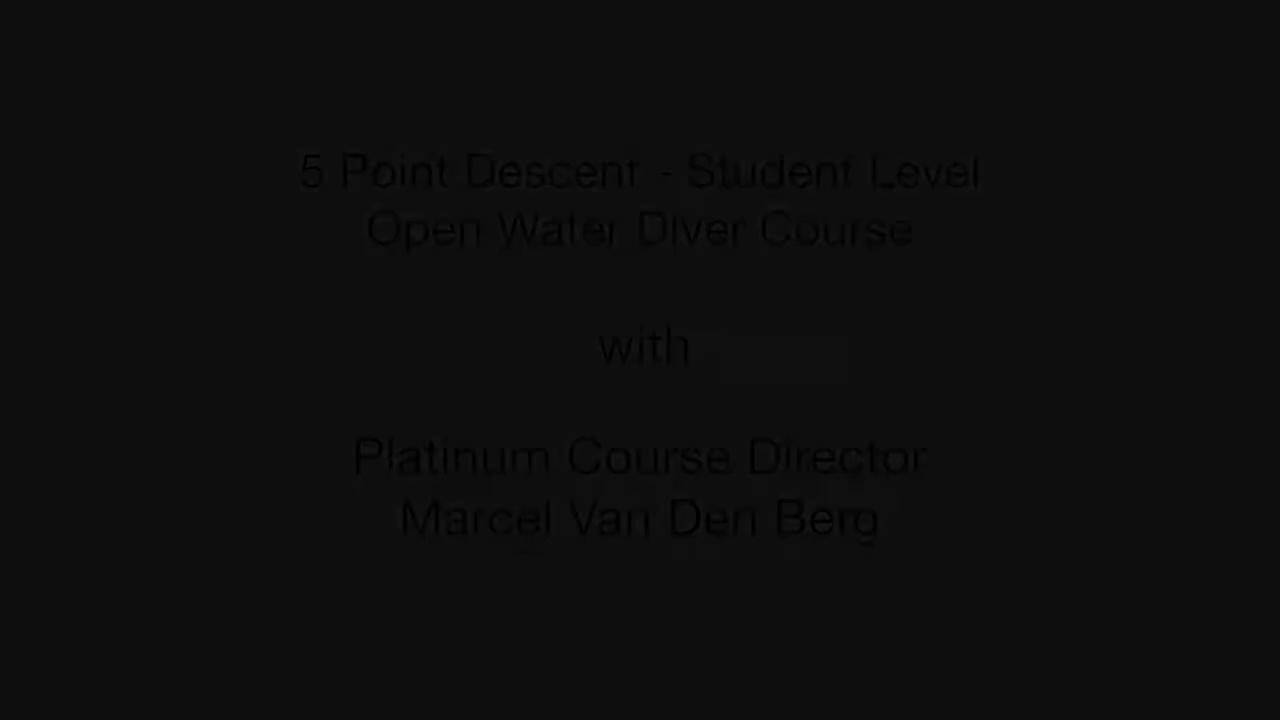 5 Point Descent - Student Level
Open Water Diver Course
with
Platinum Course Director
Marcel Van Den Berg